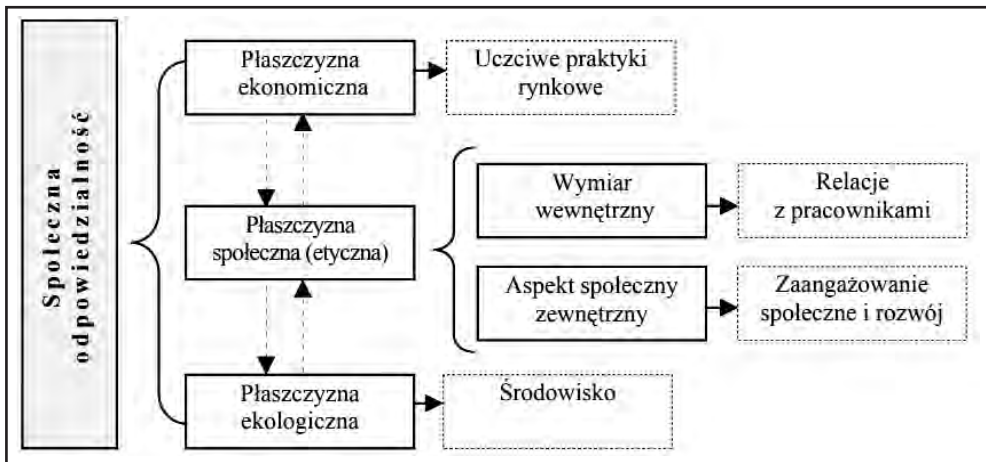 Społeczna
odpowiedzialność
Płaszczyzna
ekonomiczna
Uczciwe praktyki
rynkowe
Płaszczyzna
społeczna (etyczna)
Wymiar
wewnętrzny
Relacje
z pracownikami
Aspekt społeczny
zewnętrzny
Zaangażowanie
społeczne i rozwój
Płaszczyzna
ekologiczna
Środowisko